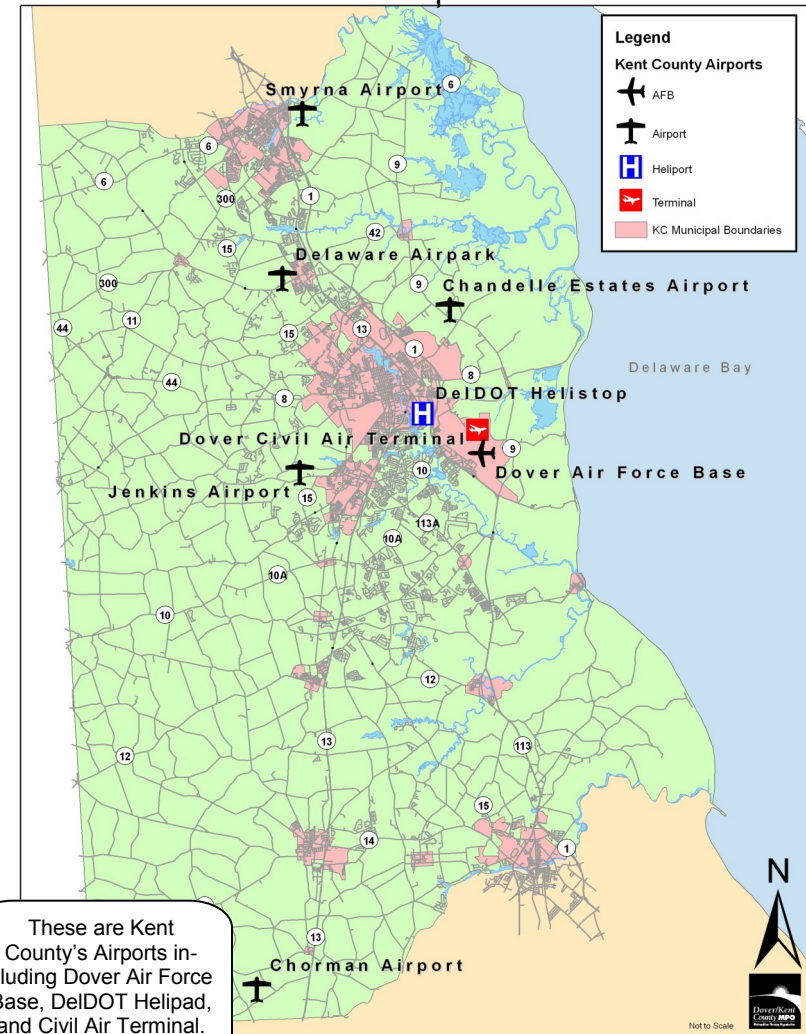 Legend
Kent County Airports
AFB
Airport
H Heliport
Terminal
KC Municipal Boundaries
Smyrna Airport
6
6
9
6
300
1
42
15
Delaware Airpark
300
9
Chandelle Estates Airport
11
44
13
15
1
Delaware Bay
8
44
8
DelDOT Helistop
H
Dover Civil Air Terminal
9
10
Dover Air Force Base
Jenkins Airport
15
113A
10A
10A
10
12
13
113
12
15
14
1
13
Chorman Airport
These are Kent
County's Airports in-
cluding Dover Air Force
Base, DelDOT Helipad,
and Civil Air Terminal.
N
Dover/Kent
County MPO
Not to Scale